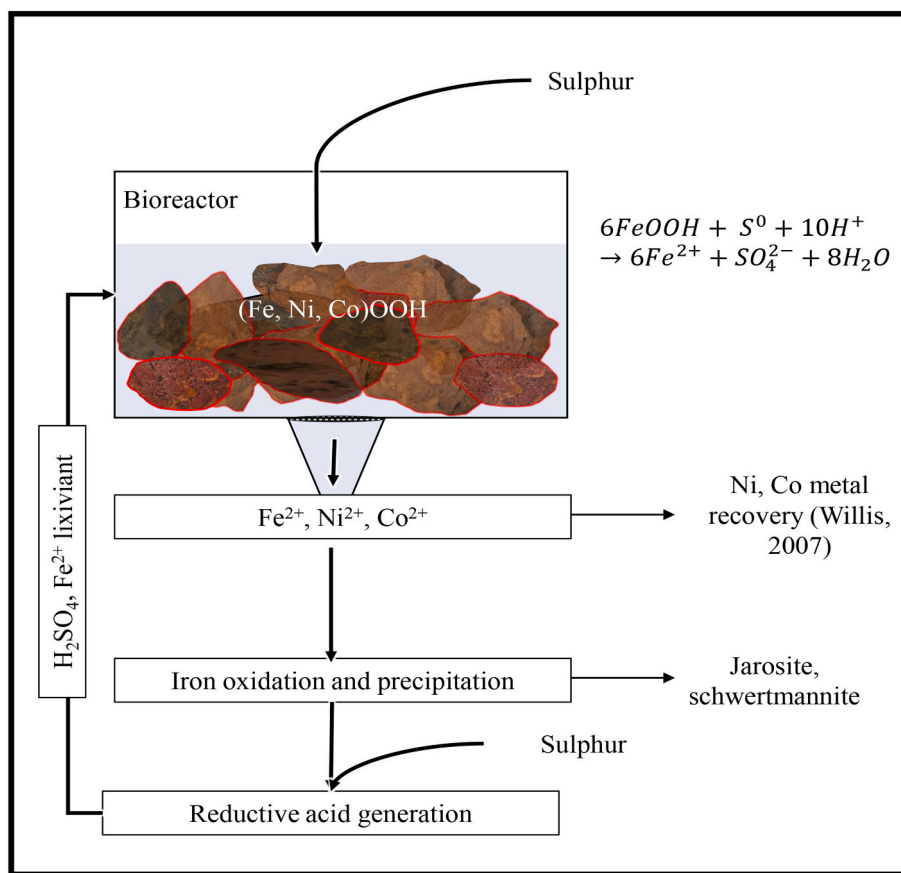 Sulphur
Bioreactor
6FeOOH + S⁰ + 10H⁺
→ 6Fe²⁺ + SO₄²⁻ + 8H₂O
(Fe, Ni, Co)OOH
H₂SO₄, Fe²⁺ lixiviant
Fe²⁺, Ni²⁺, Co²⁺
Ni, Co metal
recovery (Willis,
2007)
Iron oxidation and precipitation
Jarosite,
schwertmannite
Sulphur
Reductive acid generation